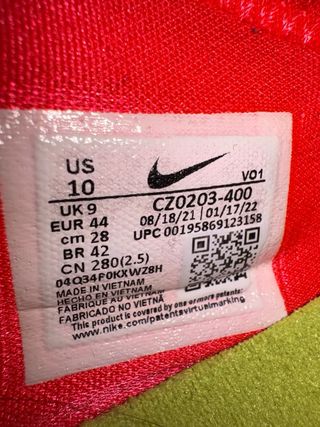 US
10
VO1
CZ0203-400
UK 9
08/18/21 | 01/17/22
EUR 44
UPC 00195869123158
cm 28
BR 42
CN 280(2.5)
04Q34F0KXWZ8H
MADE IN VIETNAM
HECHO EN VIETNAM
FABRIQUÉ AU VIETNAM
FABRICADO NO VIETNÃ
This product is covered by one or more patents:
www.nike.com/patentsvirtualmarking